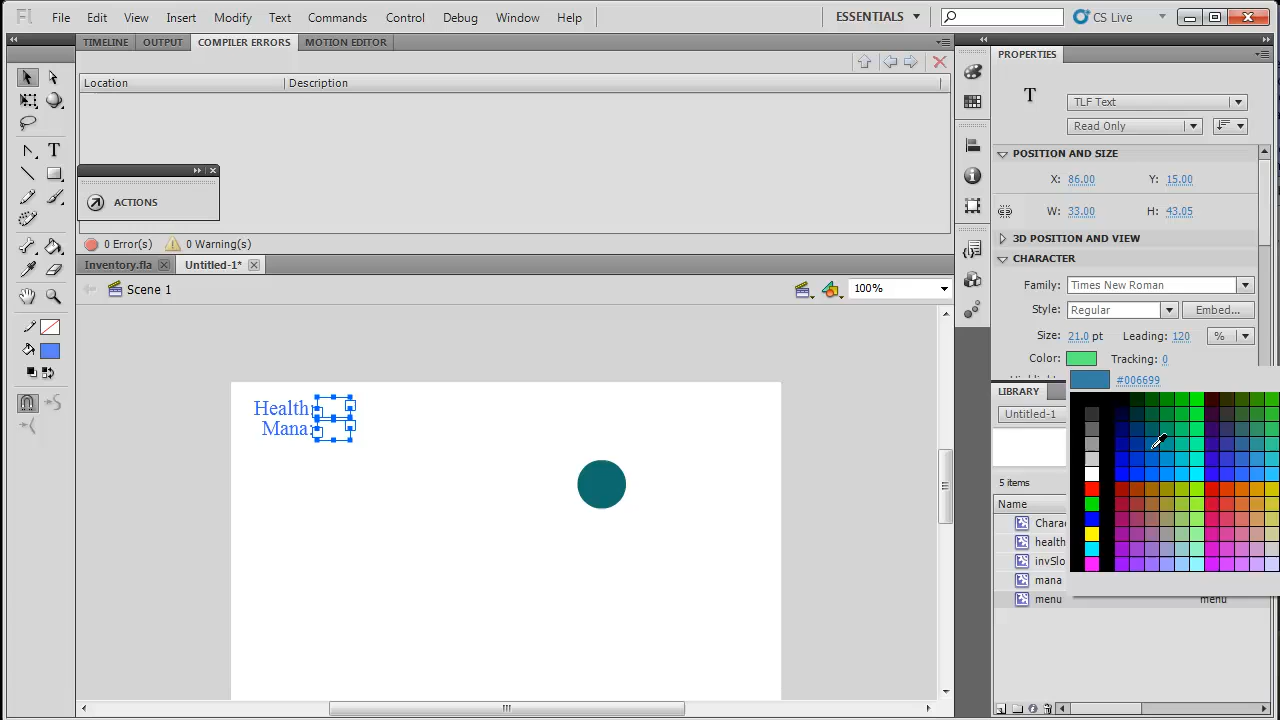 Fl File Edit View Insert Modify Text Commands Control Debug Window Help ESSENTIALS CS Live
TIMELINE OUTPUT COMPILER ERRORS MOTION EDITOR
Location Description
ACTIONS
0 Error(s) 0 Warning(s)
Inventory.fla Untitled-1*
Scene 1 100%
Health:
Mana:
PROPERTIES
T TLF Text
Read Only
POSITION AND SIZE
X: 86.00 Y: 15.00
W: 33.00 H: 43.05
3D POSITION AND VIEW
CHARACTER
Family: Times New Roman
Style: Regular Embed...
Size: 21.0 pt Leading: 120 %
Color: Tracking: 0
#006699
LIBRARY
Untitled-1
5 items
Name
Chara
health
invSlo
mana
menu menu